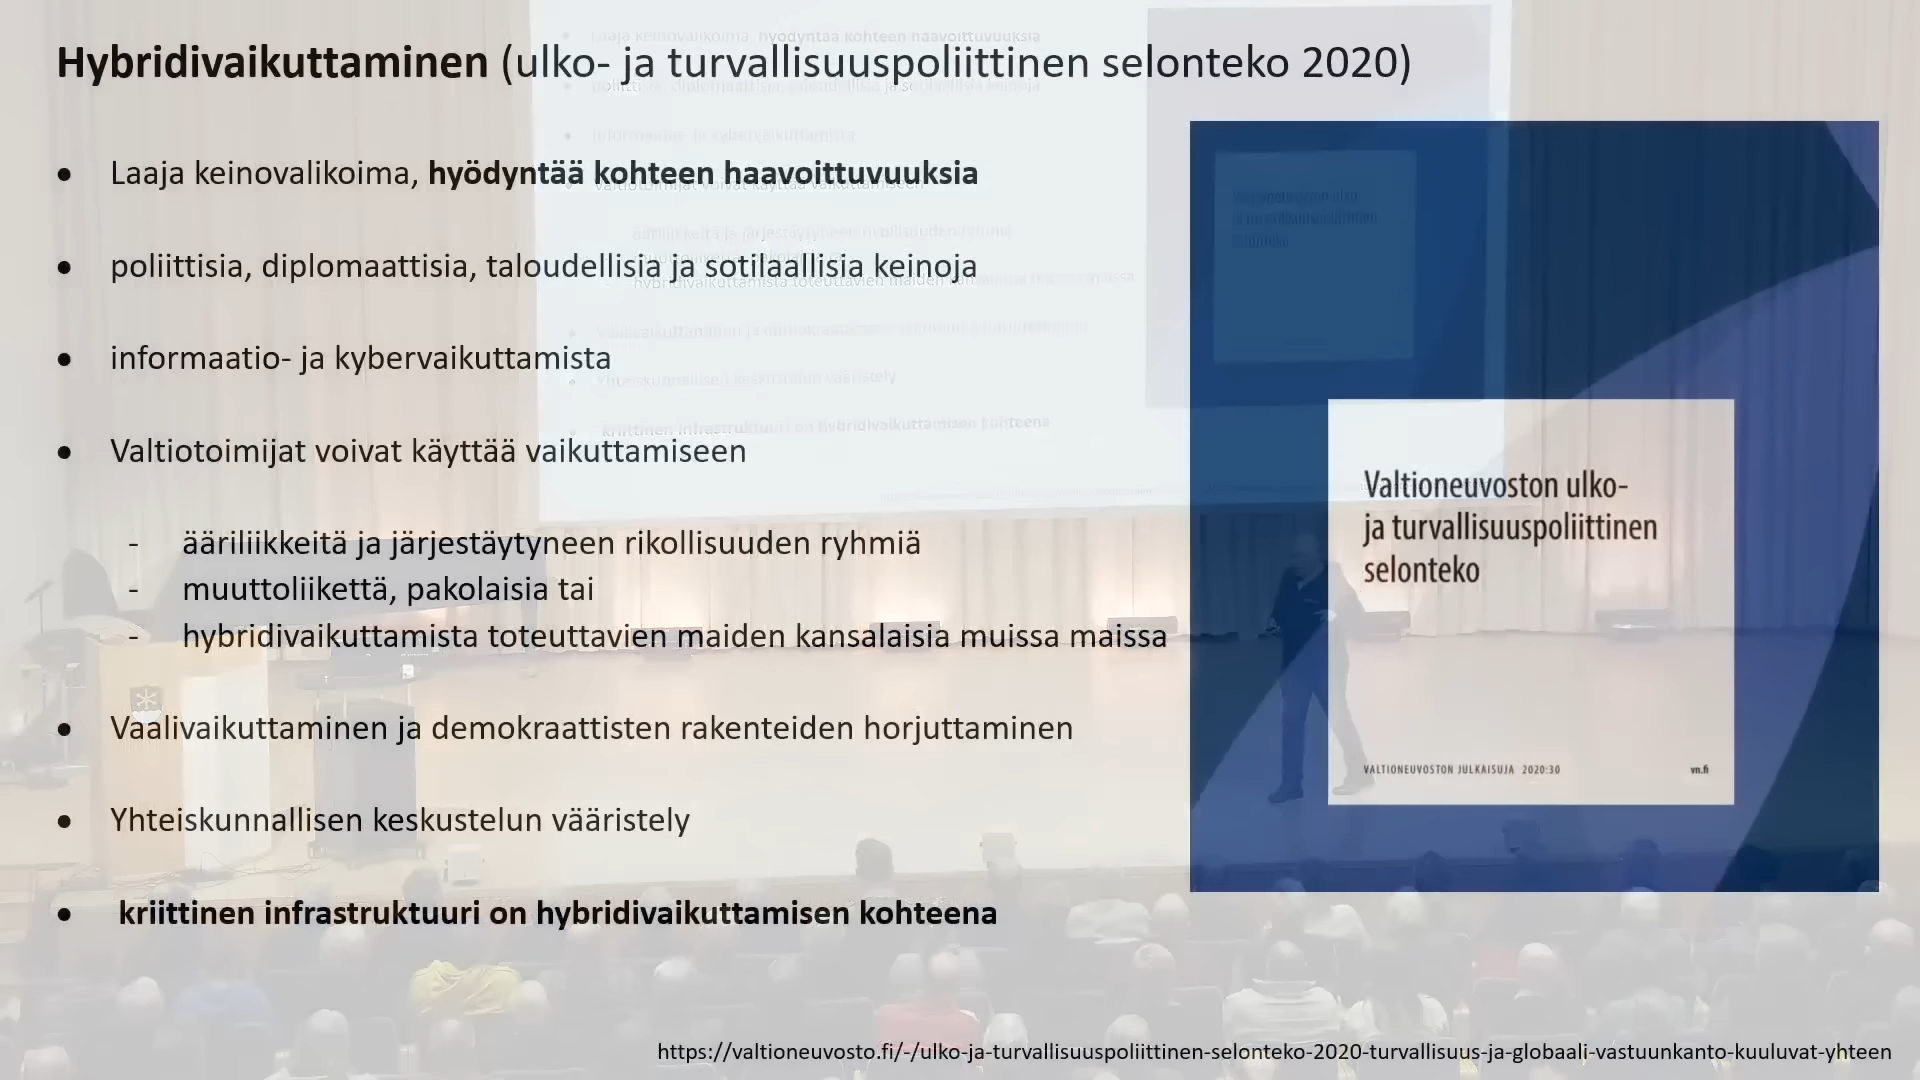 Hybridivaikuttaminen (ulko- ja turvallisuuspoliittinen selonteko 2020)
• Laaja keinovalikoima, hyödyntää kohteen haavoittuvuuksia
• poliittisia, diplomaattisia, taloudellisia ja sotilaallisia keinoja
• informaatio- ja kybervaikuttamista
• Valtiotoimijat voivat käyttää vaikuttamiseen
- ääriliikkeitä ja järjestäytyneen rikollisuuden ryhmiä
- muuttoliikettä, pakolaisia tai
- hybridivaikuttamista toteuttavien maiden kansalaisia muissa maissa
• Vaalivaikuttaminen ja demokraattisten rakenteiden horjuttaminen
• Yhteiskunnallisen keskustelun vääristely
• kriittinen infrastruktuuri on hybridivaikuttamisen kohteena
Valtioneuvoston ulko-
ja turvallisuuspoliittinen
selonteko
VALTIONEUVOSTON JULKAISUJA 2020:30
vn.fi
https://valtioneuvosto.fi/-/ulko-ja-turvallisuuspoliittinen-selonteko-2020-turvallisuus-ja-globaali-vastuunkanto-kuuluvat-yhteen